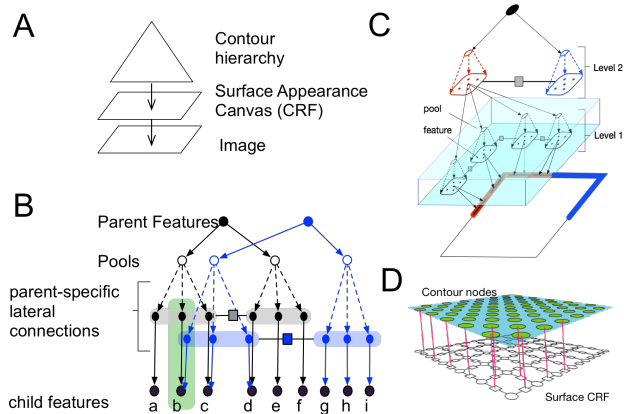 A
Contour
hierarchy
Surface Appearance
Canvas (CRF)
Image
B
Parent Features
Pools
parent-specific
lateral
connections
child features
a b c d e f g h i
C
Level 2
pool
feature
Level 1
D
Contour nodes
Surface CRF